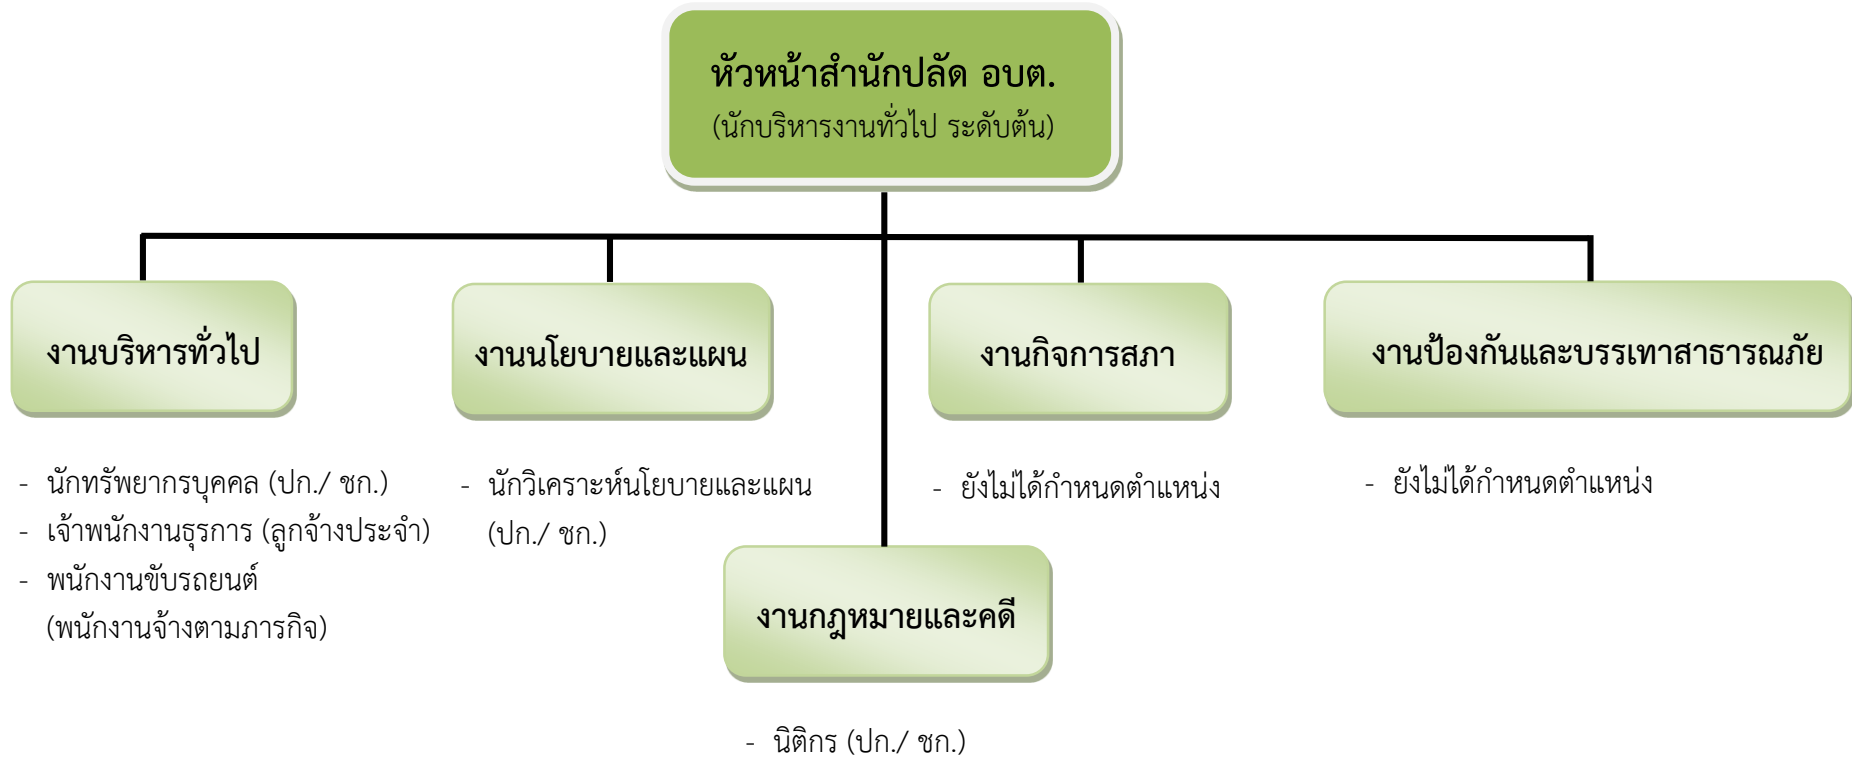 หัวหน้าสำนักปลัด อบต.
(นักบริหารงานทั่วไป ระดับต้น)
งานบริหารทั่วไป
- นักทรัพยากรบุคคล (ปก./ ชก.)
- เจ้าพนักงานธุรการ (ลูกจ้างประจำ)
- พนักงานขับรถยนต์
(พนักงานจ้างตามภารกิจ)
งานนโยบายและแผน
- นักวิเคราะห์นโยบายและแผน
(ปก./ ชก.)
งานกิจการสภา
- ยังไม่ได้กำหนดตำแหน่ง
งานป้องกันและบรรเทาสาธารณภัย
- ยังไม่ได้กำหนดตำแหน่ง
งานกฎหมายและคดี
- นิติกร (ปก./ ชก.)